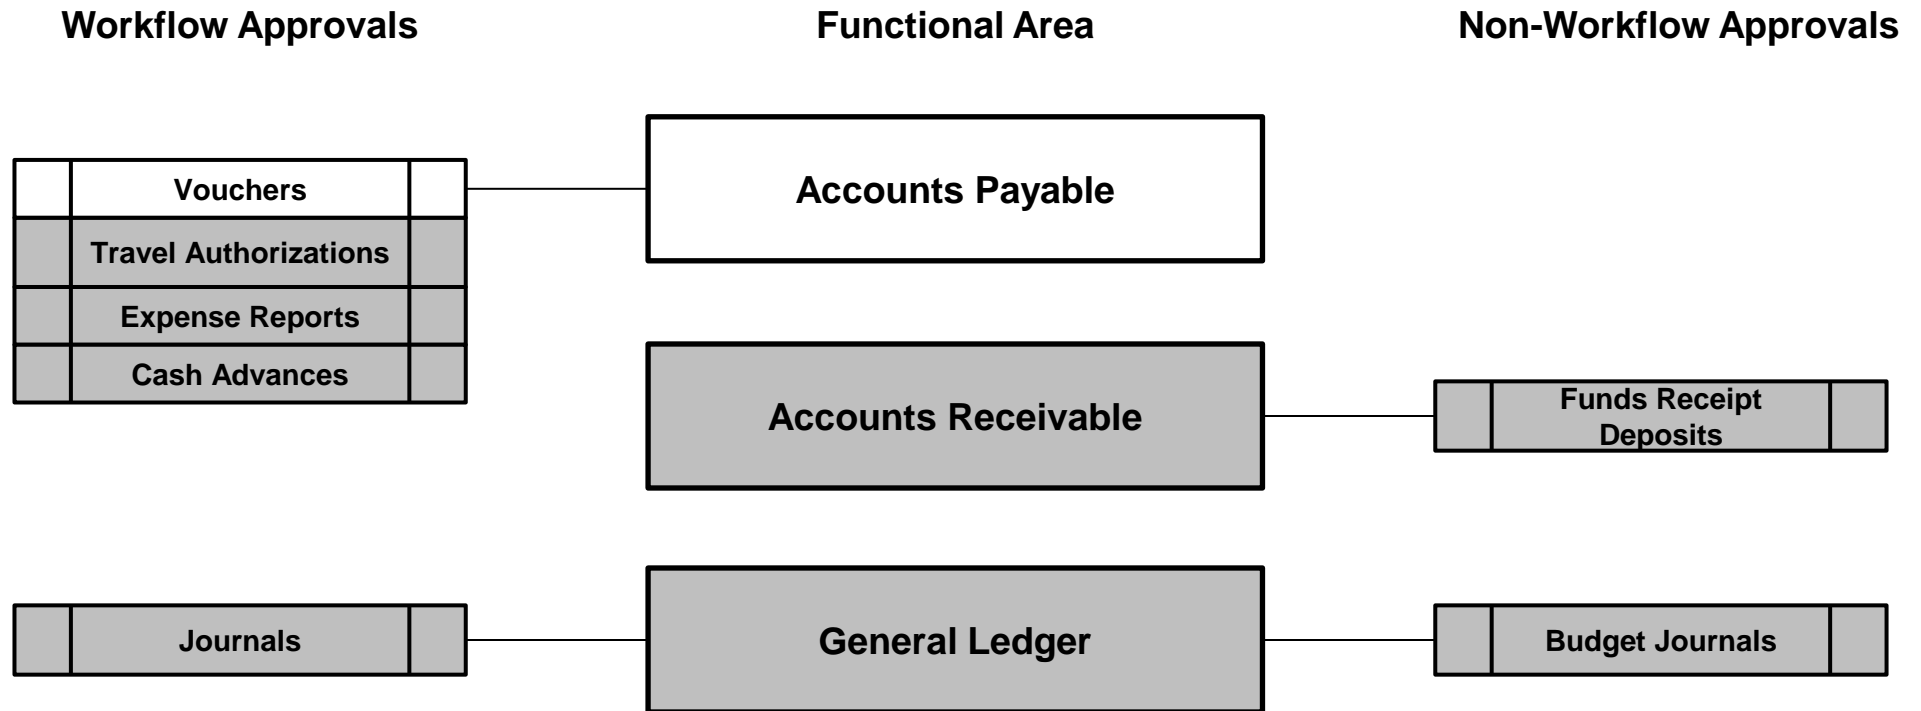 Workflow Approvals
Functional Area
Non-Workflow Approvals
Vouchers
Travel Authorizations
Expense Reports
Cash Advances
Accounts Payable
Accounts Receivable
Funds Receipt
Deposits
Journals
General Ledger
Budget Journals